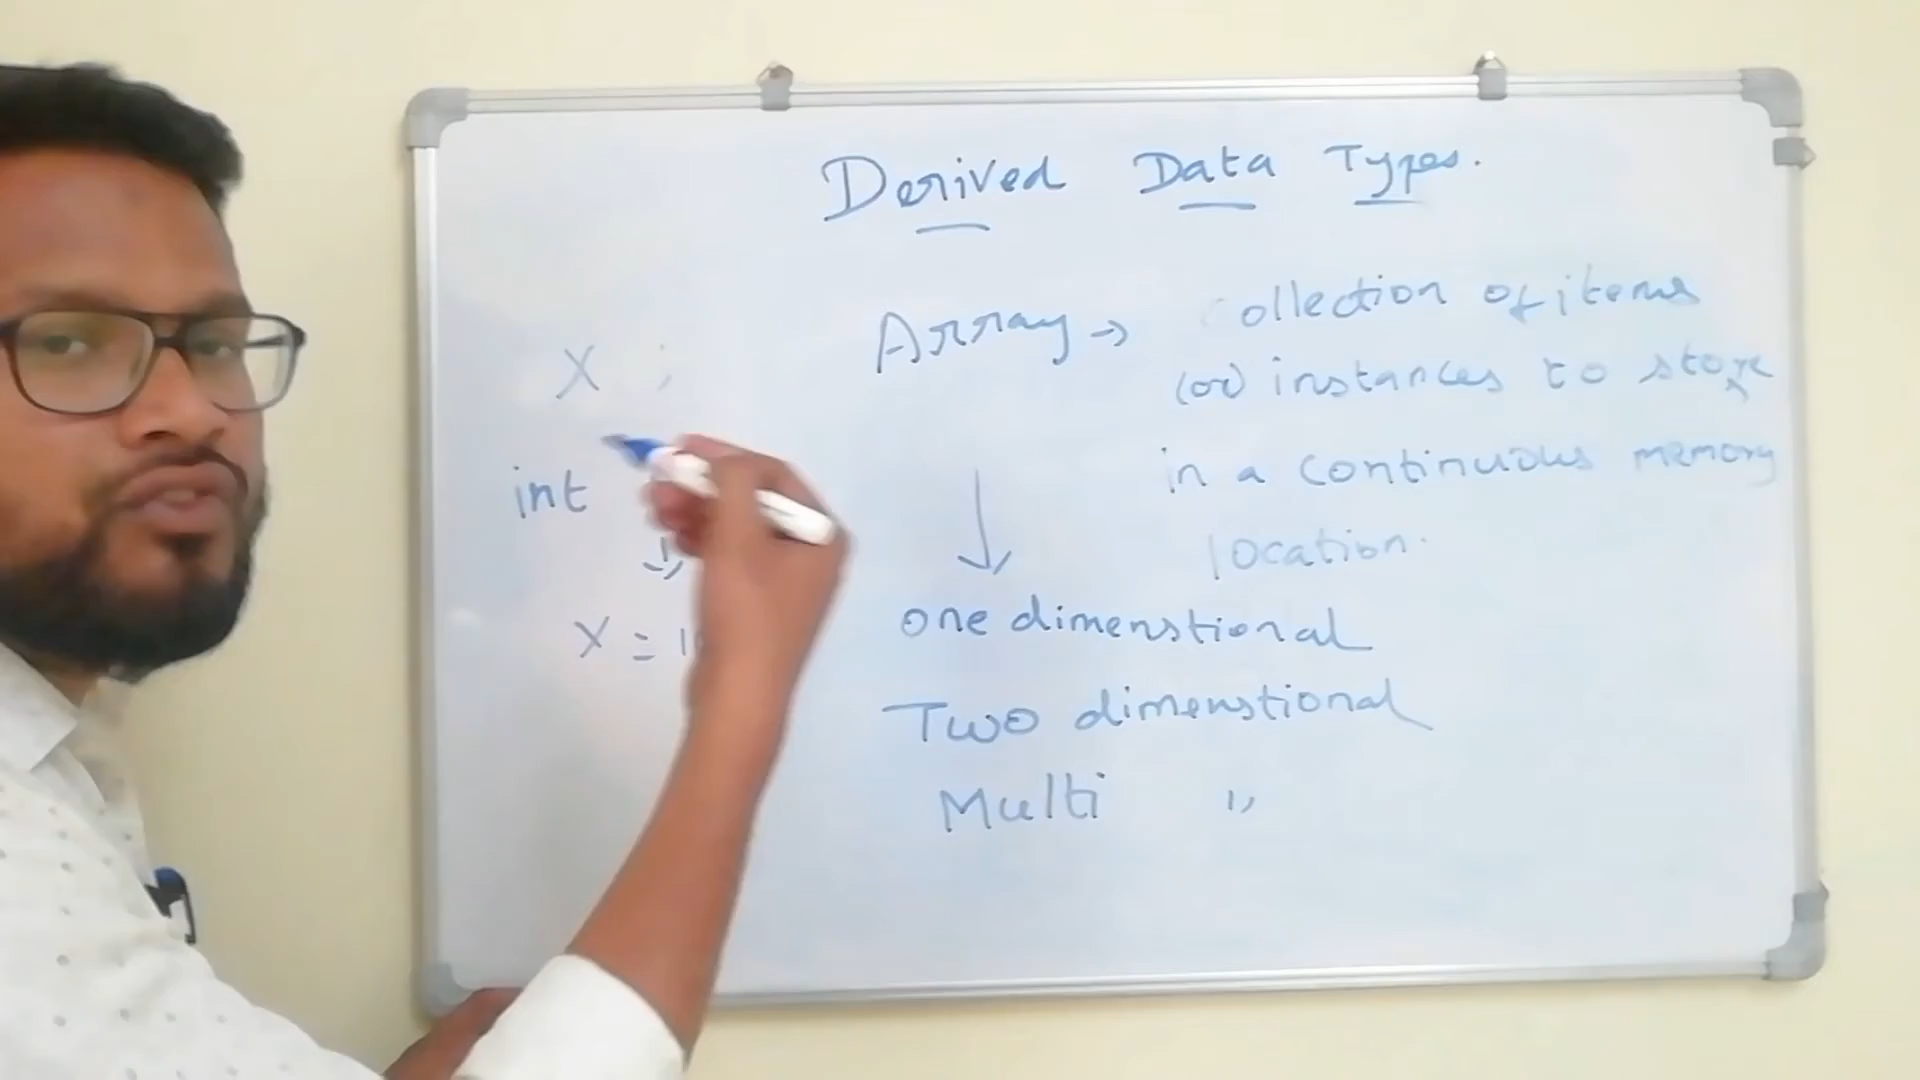 Derived Data Types.
Array → collection of items
(or) instances to store
in a continuous memory
location.
X ;
int
X =
one dimenstional
Two dimenstional
Multi "